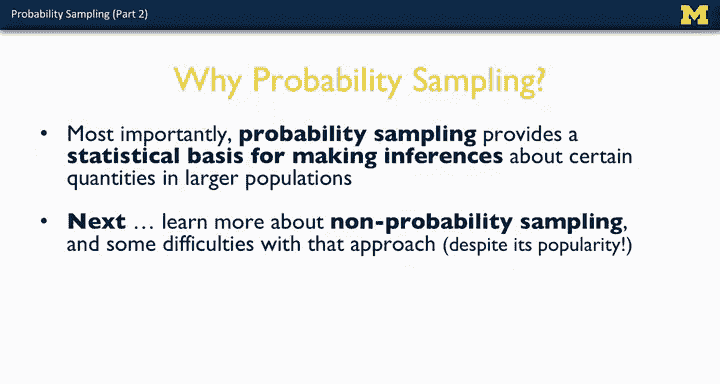 Probability Sampling (Part 2)
M
Why Probability Sampling?
• Most importantly, probability sampling provides a
statistical basis for making inferences about certain
quantities in larger populations
• Next … learn more about non-probability sampling,
and some difficulties with that approach (despite its popularity!)